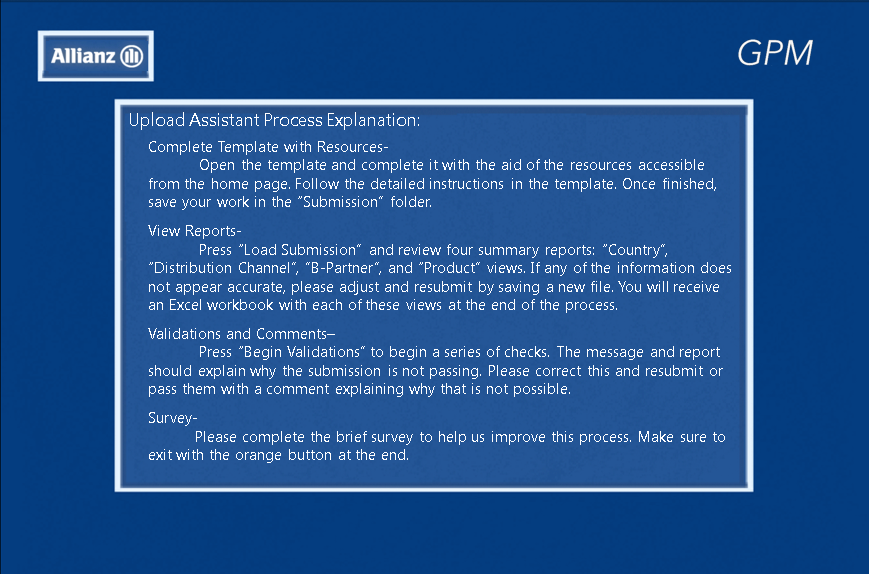 Allianz
GPM
Upload Assistant Process Explanation:
Complete Template with Resources-
Open the template and complete it with the aid of the resources accessible
from the home page. Follow the detailed instructions in the template. Once finished,
save your work in the "Submission" folder.
View Reports-
Press "Load Submission" and review four summary reports: "Country",
"Distribution Channel", "B-Partner", and "Product" views. If any of the information does
not appear accurate, please adjust and resubmit by saving a new file. You will receive
an Excel workbook with each of these views at the end of the process.
Validations and Comments–
Press "Begin Validations" to begin a series of checks. The message and report
should explain why the submission is not passing. Please correct this and resubmit or
pass them with a comment explaining why that is not possible.
Survey-
Please complete the brief survey to help us improve this process. Make sure to
exit with the orange button at the end.